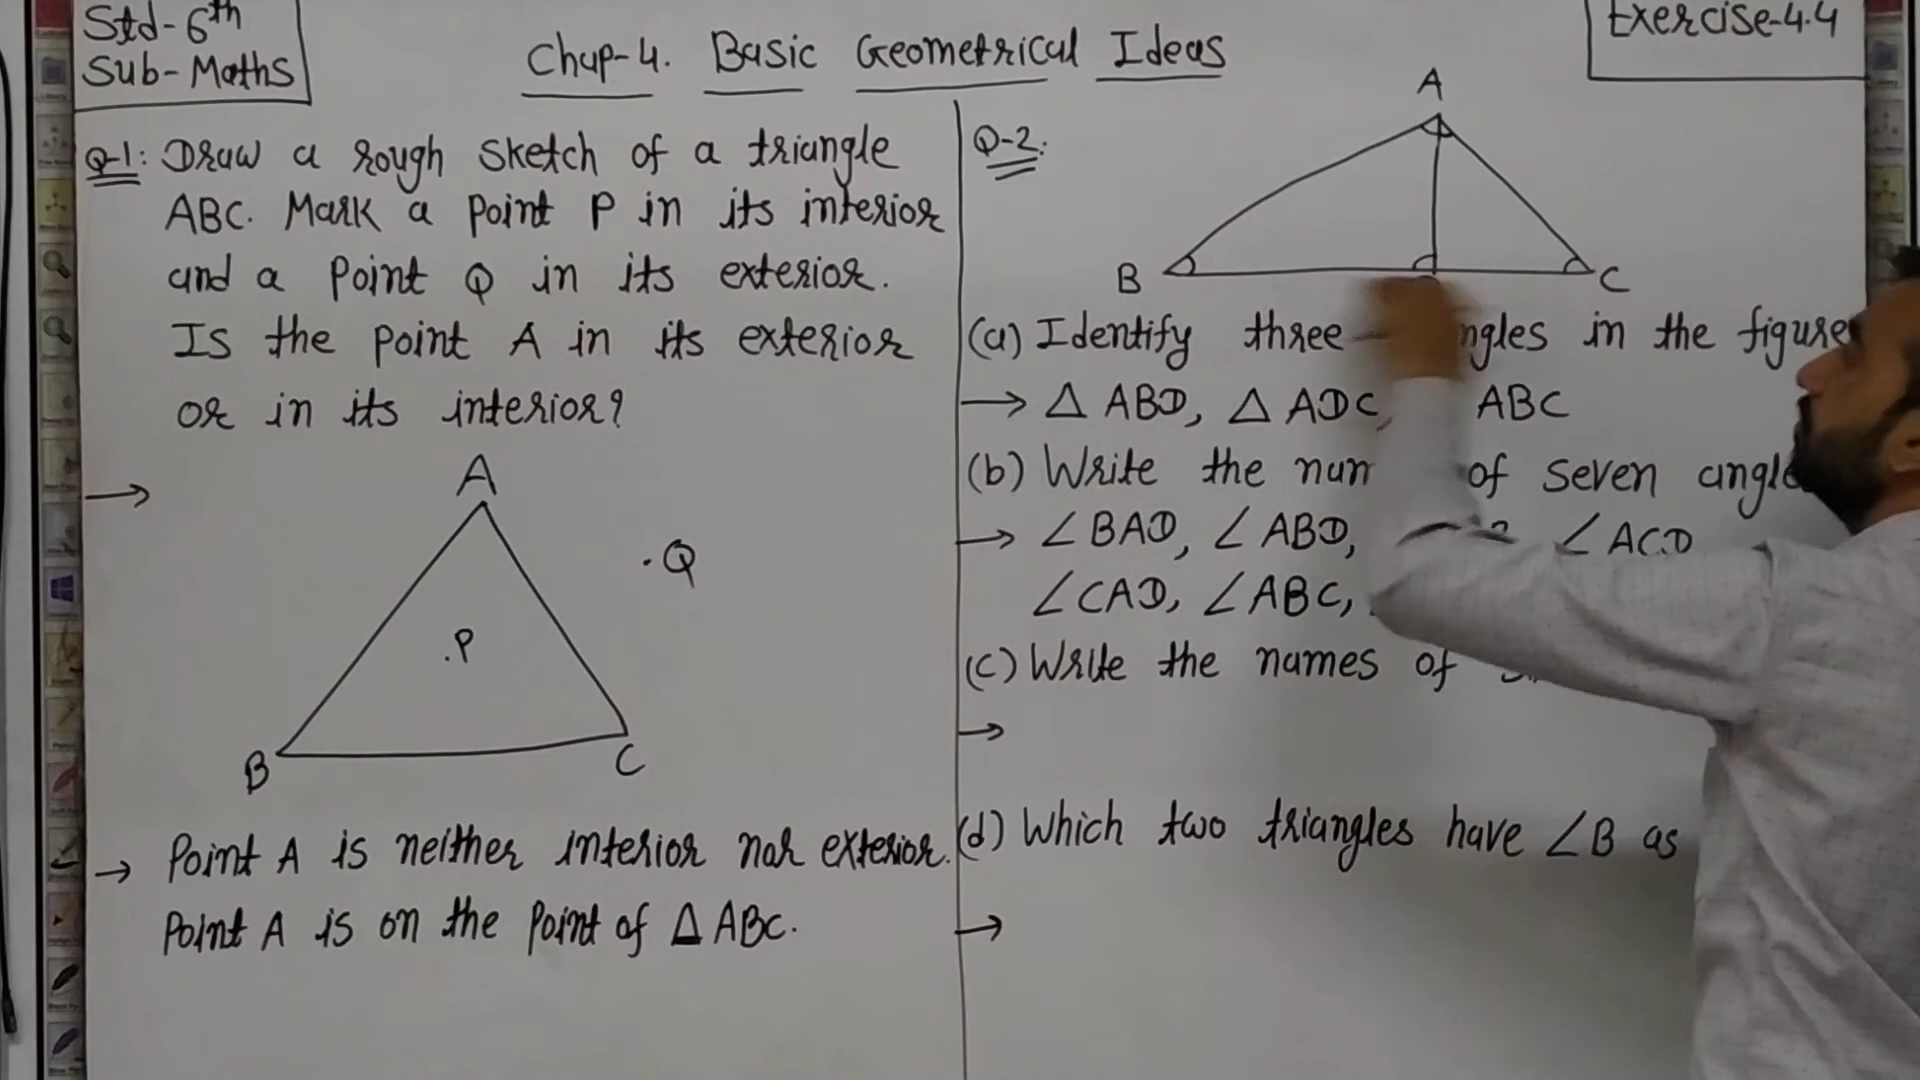 Std-6th
Sub-Maths
Chap-4. Basic Geometrical Ideas
Exercise-4.4
Q-1: Draw a rough sketch of a triangle
ABC. Mark a point P in its interior
and a point Q in its exterior.
Is the point A in its exterior
or in its interior?
→
A
.Q
.P
B
C
→ Point A is neither interior nor exterior.
Point A is on the point of △ ABC.
Q-2:
A
B
C
(a) Identify three ngles in the figure
→ △ ABD, △ ADC, ABC
(b) Write the of seven angle
→ ∠BAD, ∠ABD, ∠ACD
∠CAD, ∠ABC,
(c) Write the names of
→
(d) Which two triangles have ∠B as
→